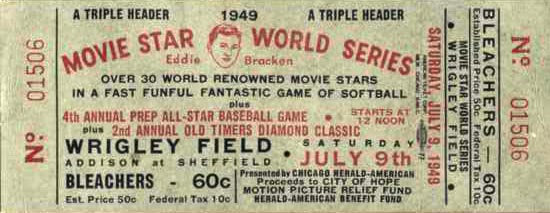 A TRIPLE HEADER 1949 A TRIPLE HEADER
MOVIE STAR WORLD SERIES
Eddie Bracken
OVER 30 WORLD RENOWNED MOVIE STARS
IN A FAST FUNFUL FANTASTIC GAME OF SOFTBALL
plus
4th ANNUAL PREP ALL-STAR BASEBALL GAME • STARTS AT 12 NOON
plus 2nd ANNUAL OLD TIMERS DIAMOND CLASSIC
WRIGLEY FIELD • SATURDAY
ADDISON at SHEFFIELD • JULY 9th
BLEACHERS - 60c
Est. Price 50c • Federal Tax 10c
Presented by CHICAGO HERALD-AMERICAN
Proceeds to CITY OF HOPE
MOTION PICTURE RELIEF FUND
HERALD-AMERICAN BENEFIT FUND
No. 01506
SATURDAY, JULY 9, 1949
WRIGLEY FIELD •
MOVIE STAR WORLD SERIES
Established Price 50c • Federal Tax 10c
BLEACHERS — 60c
No. 01506